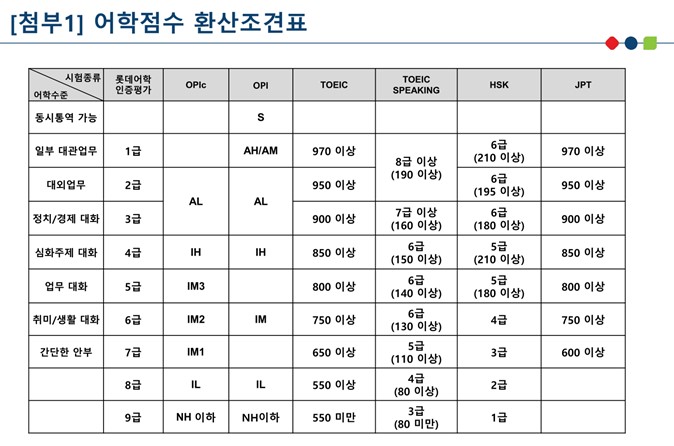 [첨부1] 어학점수 환산조견표
시험종류 롯데어학 OPIc OPI TOEIC TOEIC HSK JPT
어학수준 인증평가 SPEAKING
동시통역 가능 S
일부 대관업무 1급 AH/AM 970 이상 8급 이상 (190 이상) 6급 (210 이상) 970 이상
대외업무 2급 AL AL 950 이상 6급 (195 이상) 950 이상
정치/경제 대화 3급 900 이상 7급 이상 (160 이상) 6급 (180 이상) 900 이상
심화주제 대화 4급 IH IH 850 이상 6급 (150 이상) 5급 (210 이상) 850 이상
업무 대화 5급 IM3 800 이상 6급 (140 이상) 5급 (180 이상) 800 이상
취미/생활 대화 6급 IM2 IM 750 이상 6급 (130 이상) 4급 750 이상
간단한 안부 7급 IM1 650 이상 5급 (110 이상) 3급 600 이상
8급 IL IL 550 이상 4급 (80 이상) 2급
9급 NH 이하 NH이하 550 미만 3급 (80 미만) 1급